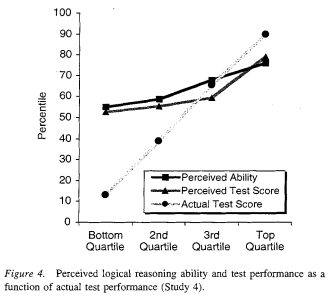 100
90
80
70
60
50
40
30
20
10
0
Percentile
Perceived Ability
Perceived Test Score
Actual Test Score
Bottom Quartile
2nd Quartile
3rd Quartile
Top Quartile
Figure 4. Perceived logical reasoning ability and test performance as a
function of actual test performance (Study 4).